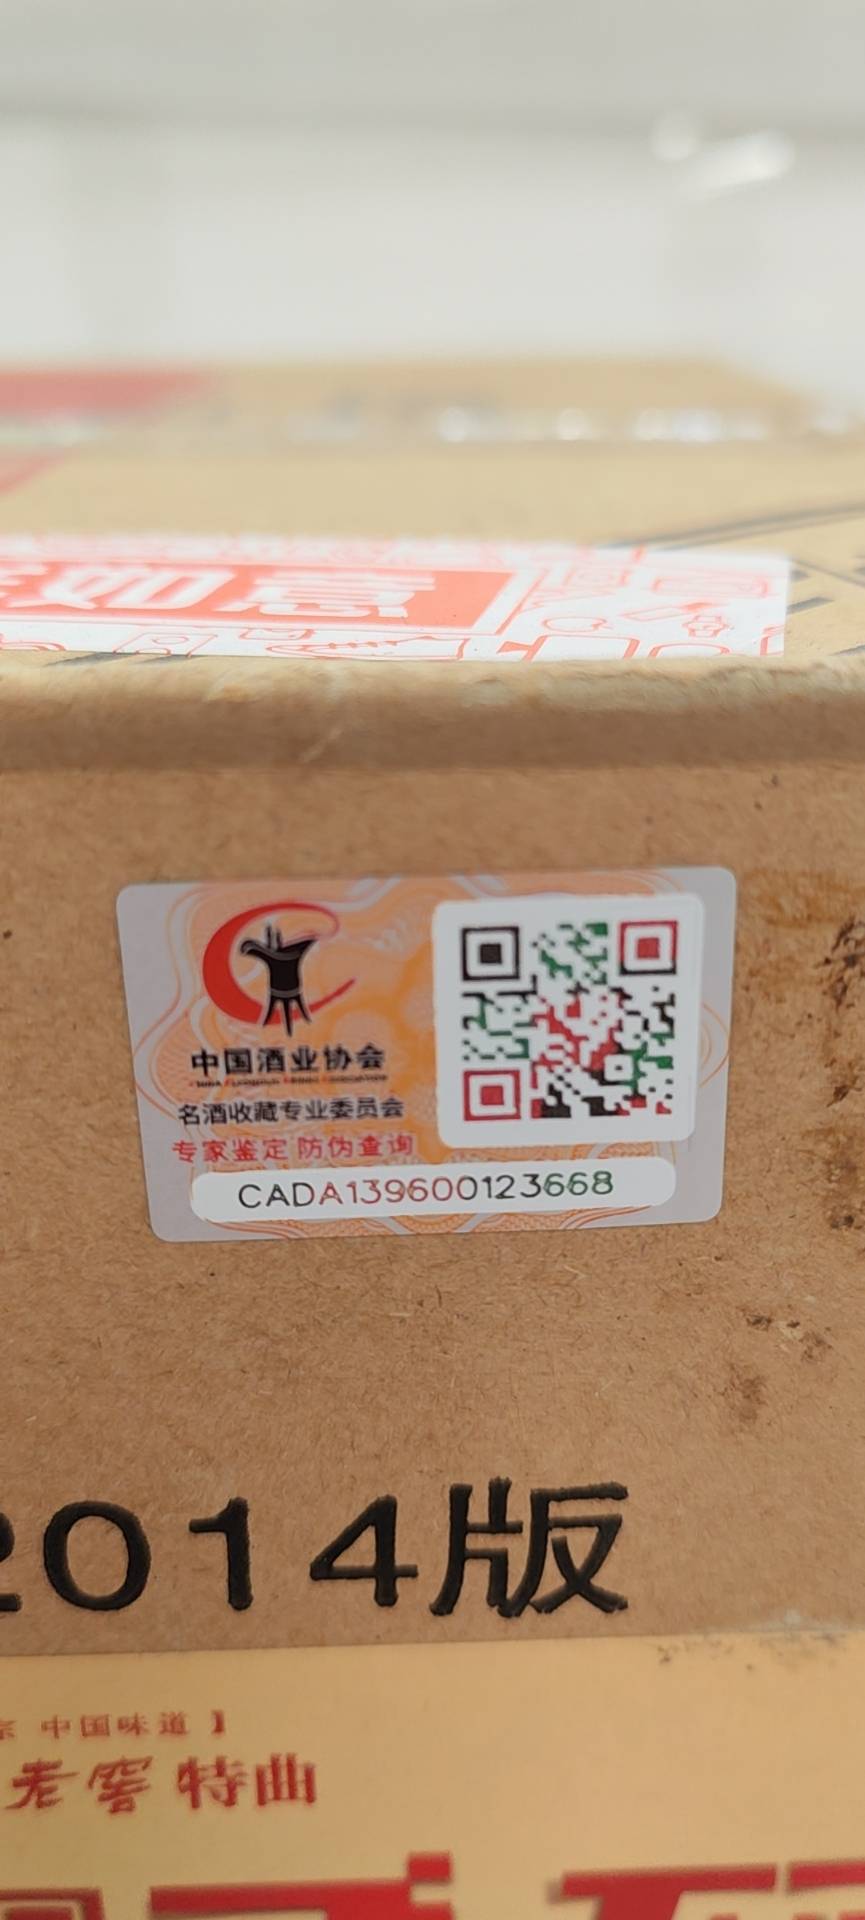 如意
中国酒业协会
名酒收藏专业委员会
专家鉴定 防伪查询
CADA139600123668
2014版
中国味道】
老窖 特曲